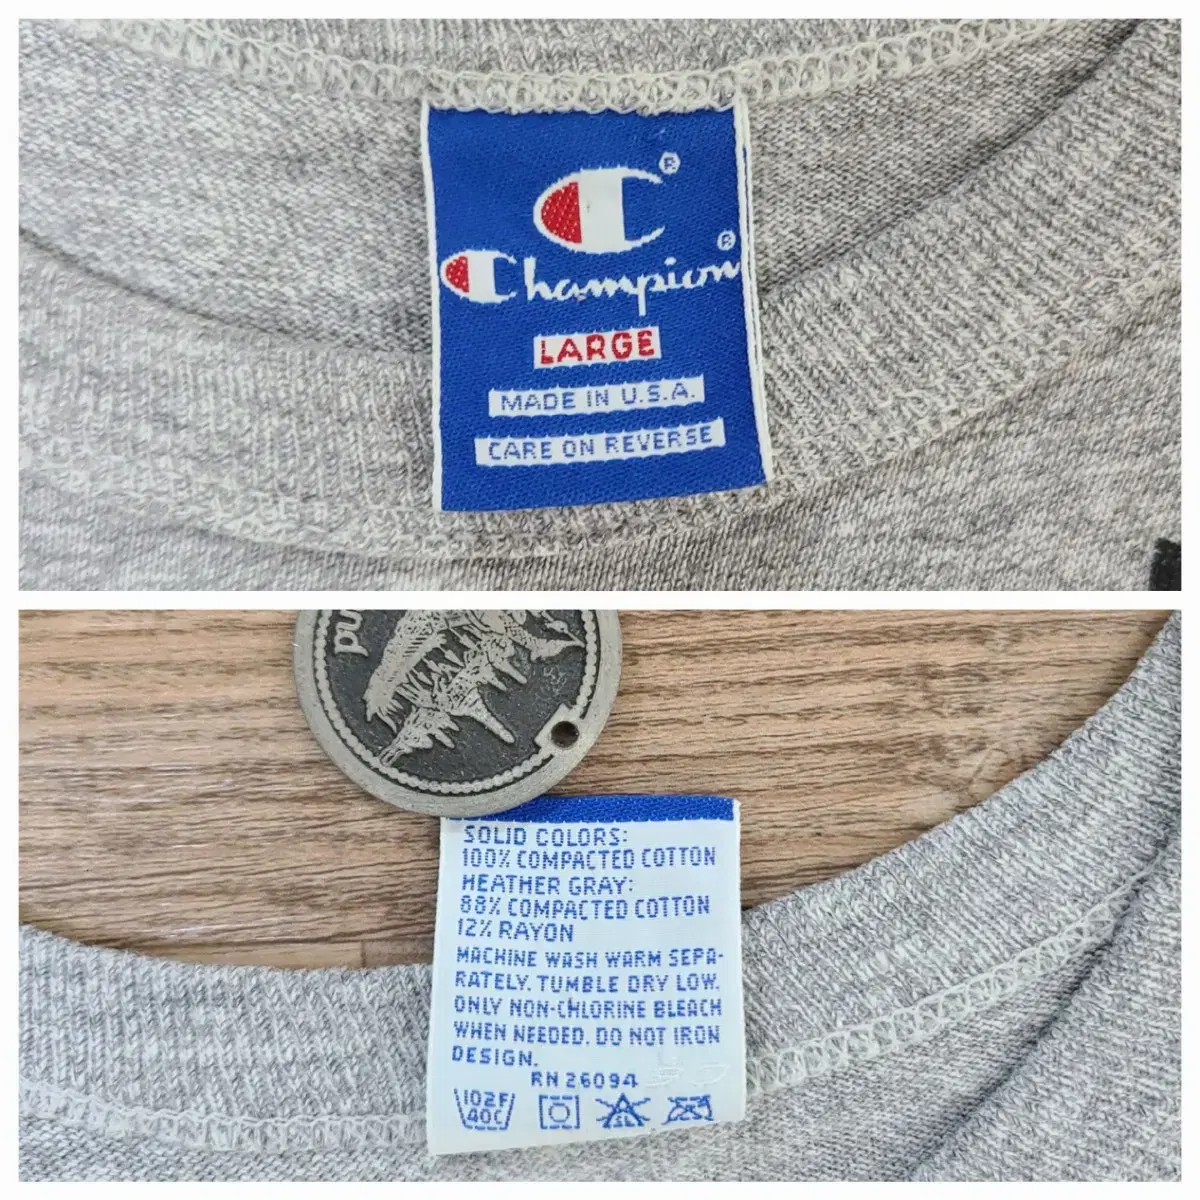 Champion
LARGE
MADE IN U.S.A.
CARE ON REVERSE
SOLID COLORS:
100% COMPACTED COTTON
HEATHER GRAY:
88% COMPACTED COTTON
12% RAYON
MACHINE WASH WARM SEPA-
RATELY. TUMBLE DRY LOW.
ONLY NON-CHLORINE BLEACH
WHEN NEEDED. DO NOT IRON
DESIGN.
RN 26094
102F
40C